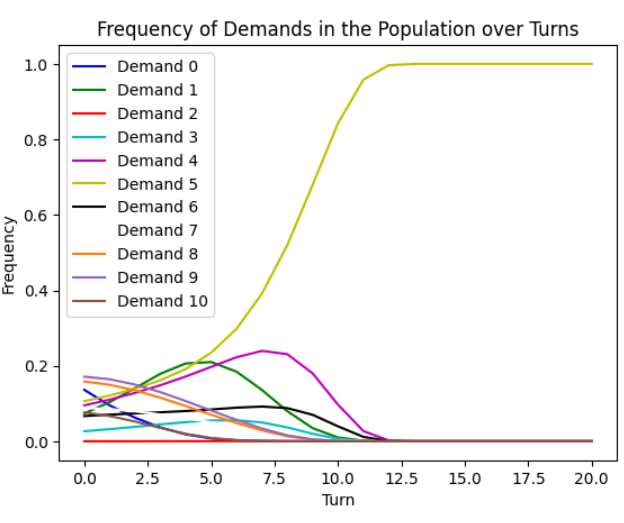 Frequency of Demands in the Population over Turns
1.0
0.8
0.6
0.4
0.2
0.0
Frequency
Demand 0
Demand 1
Demand 2
Demand 3
Demand 4
Demand 5
Demand 6
Demand 7
Demand 8
Demand 9
Demand 10
0.0 2.5 5.0 7.5 10.0 12.5 15.0 17.5 20.0
Turn